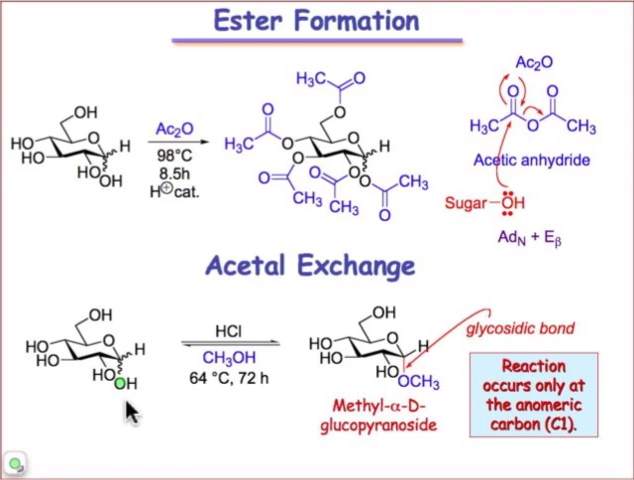 Ester Formation
H₃C
O
O
Ac₂O
OH
O
H
HO
HO
HO
OH
Ac₂O
98°C
8.5h
H⊕cat.
O
H₃C
O
O
H
O
O
O
O
O
CH₃
CH₃
CH₃
O
O
O
H₃C
O
CH₃
Acetic anhydride
Sugar–OH
Ad_N + E_β
Acetal Exchange
OH
O
H
HO
HO
HO
OH
HCl
CH₃OH
64 °C, 72 h
OH
O
H
HO
HO
HO
OCH₃
Methyl-α-D-
glucopyranoside
glycosidic bond
Reaction
occurs only at
the anomeric
carbon (C1).